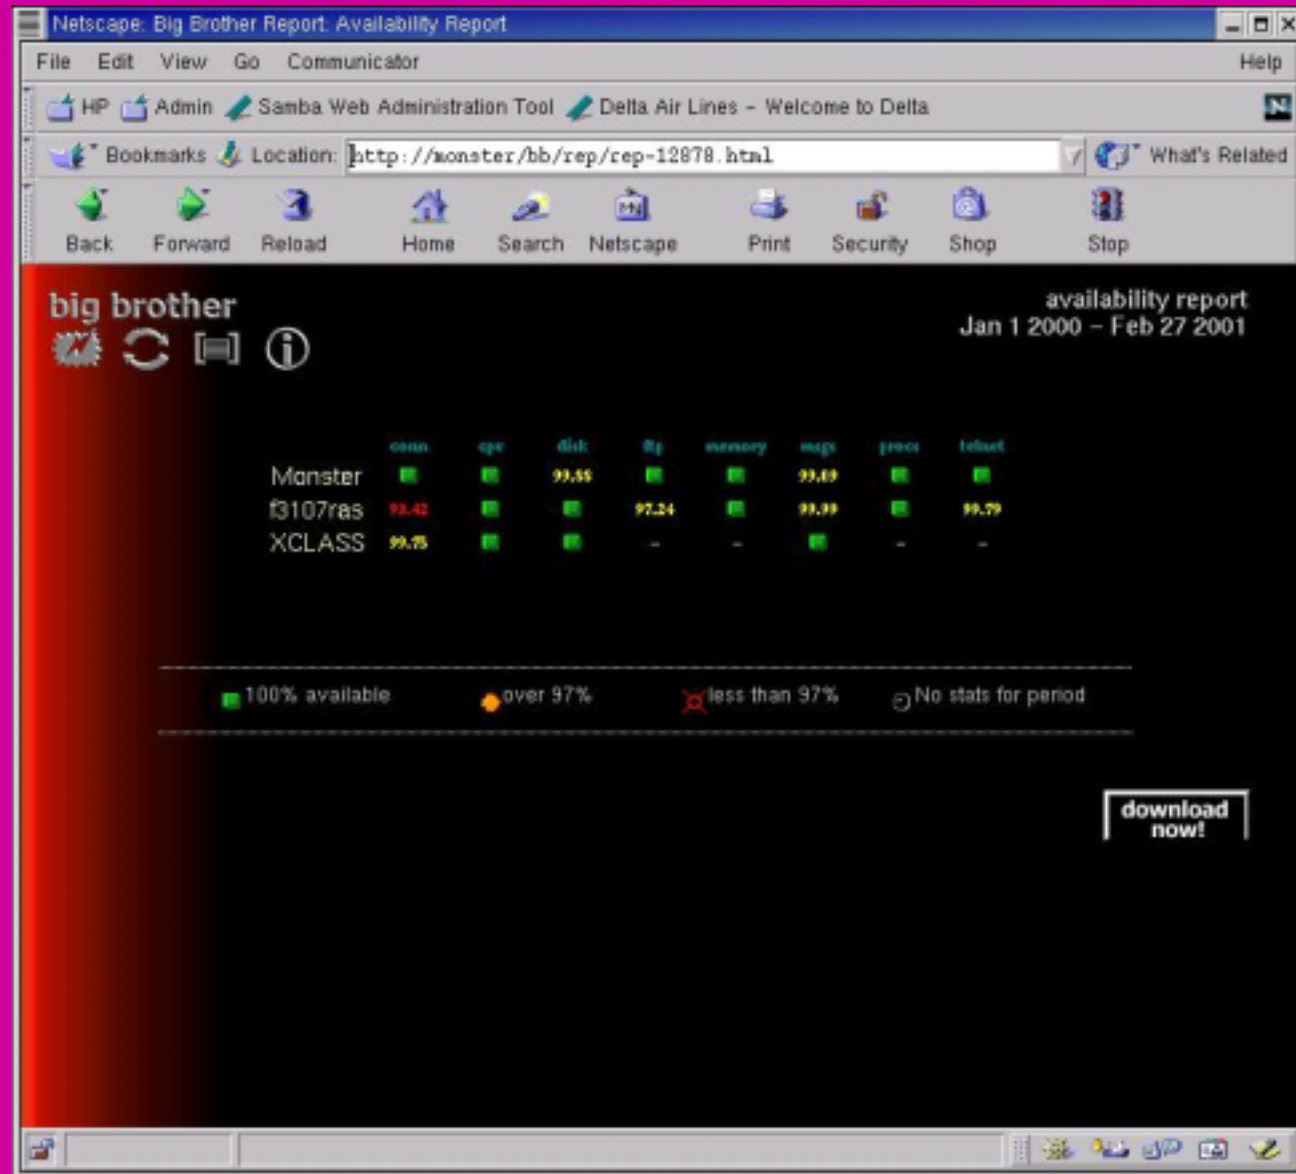 Netscape: Big Brother Report: Availability Report
File Edit View Go Communicator Help
HP Admin Samba Web Administration Tool Delta Air Lines – Welcome to Delta N
Bookmarks Location: http://monster/bb/rep/rep-12878.html What's Related
Back Forward Reload Home Search Netscape Print Security Shop Stop
big brother
availability report
Jan 1 2000 – Feb 27 2001
conn cpu disk ftp memory msgs procs telnet
Monster 99.88
f3107ras 93.42 97.24 99.99 99.79
XCLASS 99.75 – – – –
100% available over 97% less than 97% No stats for period
download
now!